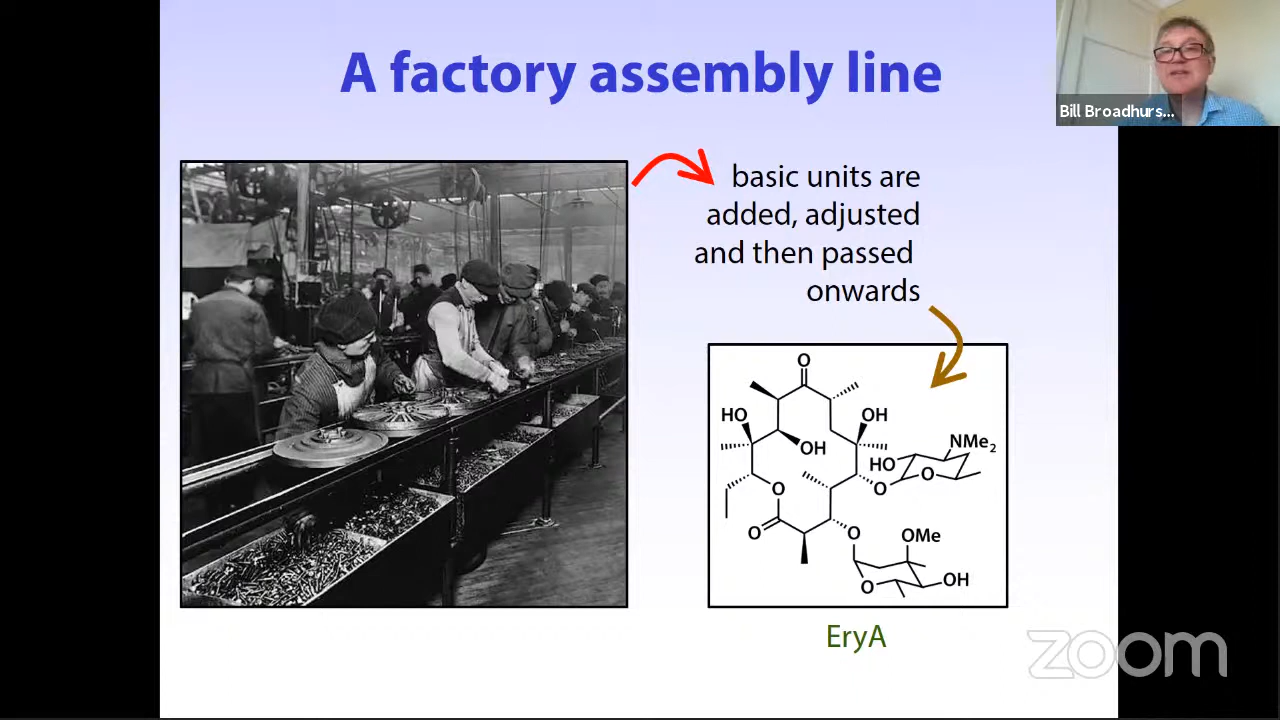 A factory assembly line
Bill Broadhurs...
basic units are
added, adjusted
and then passed
onwards
O
HO
OH
OH
NMe2
HO
O
O
O
O
O
OMe
O
OH
EryA
zoom